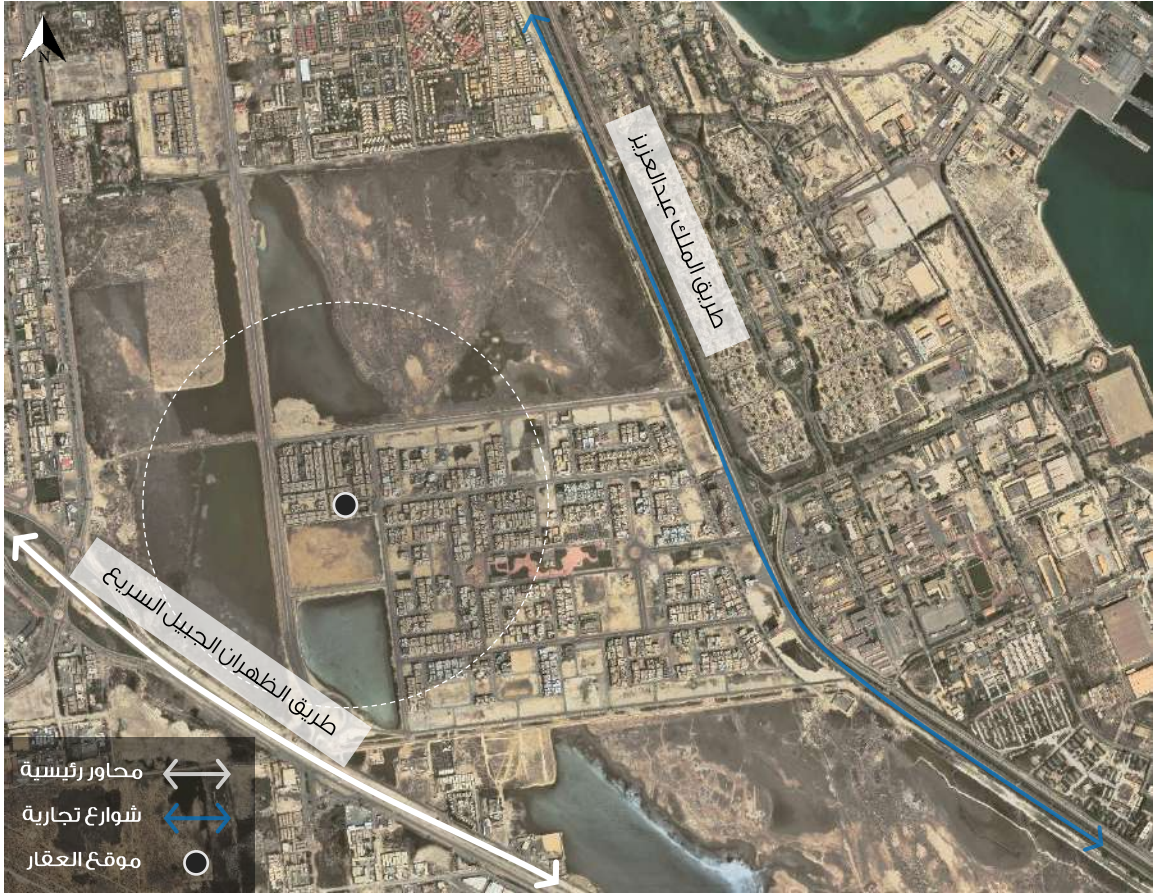 N
طريق الملك عبدالعزيز
طريق الظهران الجبيل السريع
محاور رئيسية
شوارع تجارية
موقع العقار